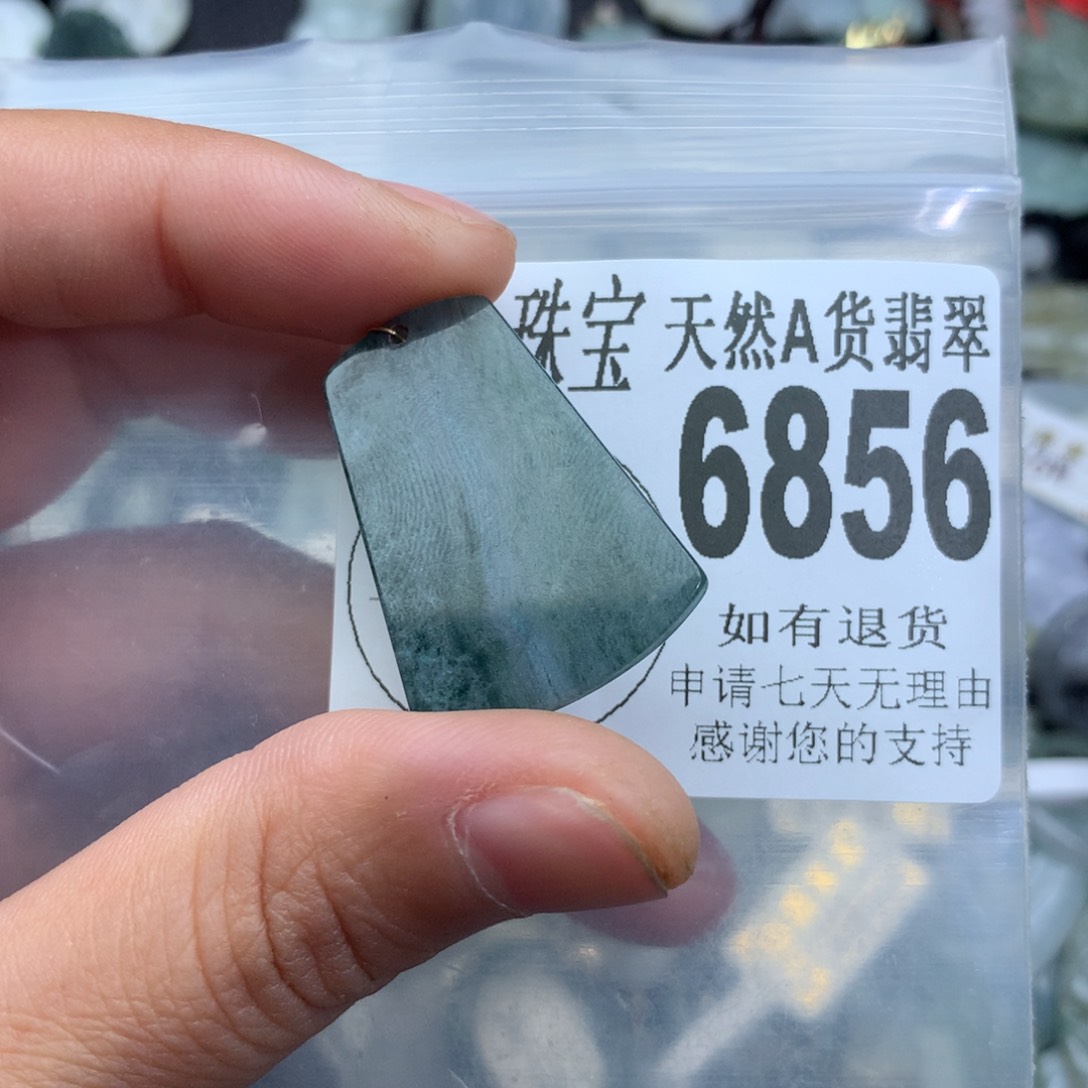 珠宝 天然A货翡翠
6856
如有退货
申请七天无理由
感谢您的支持